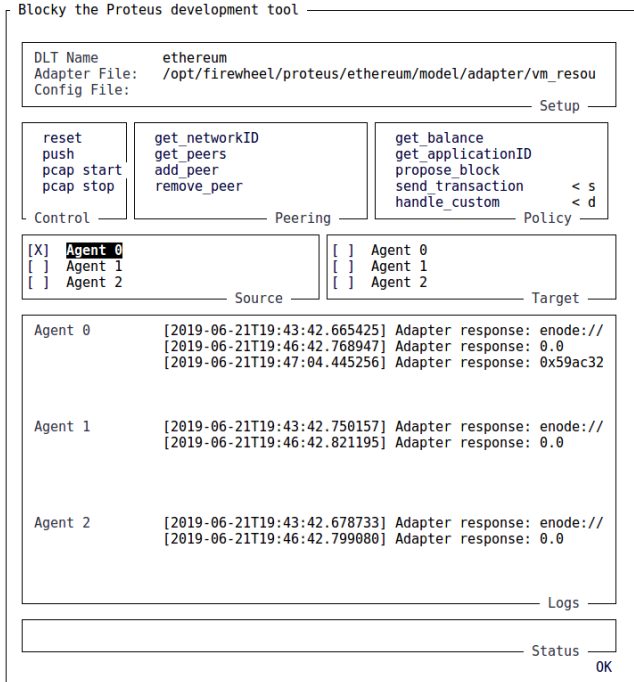 Blocky the Proteus development tool
DLT Name ethereum
Adapter File: /opt/firewheel/proteus/ethereum/model/adapter/vm_resou
Config File:
Setup
reset
push
pcap start
pcap stop
Control
get_networkID
get_peers
add_peer
remove_peer
Peering
get_balance
get_applicationID
propose_block
send_transaction < s
handle_custom < d
Policy
[X] Agent 0
[ ] Agent 1
[ ] Agent 2
Source
[ ] Agent 0
[ ] Agent 1
[ ] Agent 2
Target
Agent 0 [2019-06-21T19:43:42.665425] Adapter response: enode://
[2019-06-21T19:46:42.768947] Adapter response: 0.0
[2019-06-21T19:47:04.445256] Adapter response: 0x59ac32
Agent 1 [2019-06-21T19:43:42.750157] Adapter response: enode://
[2019-06-21T19:46:42.821195] Adapter response: 0.0
Agent 2 [2019-06-21T19:43:42.678733] Adapter response: enode://
[2019-06-21T19:46:42.799080] Adapter response: 0.0
Logs
Status
OK